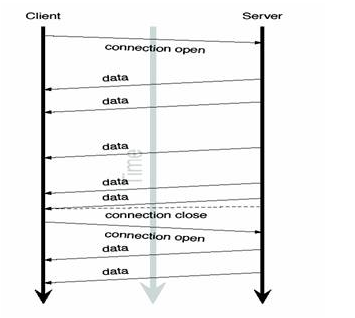 Client
Server
connection open
data
data
data
Time
data
data
connection close
connection open
data
data